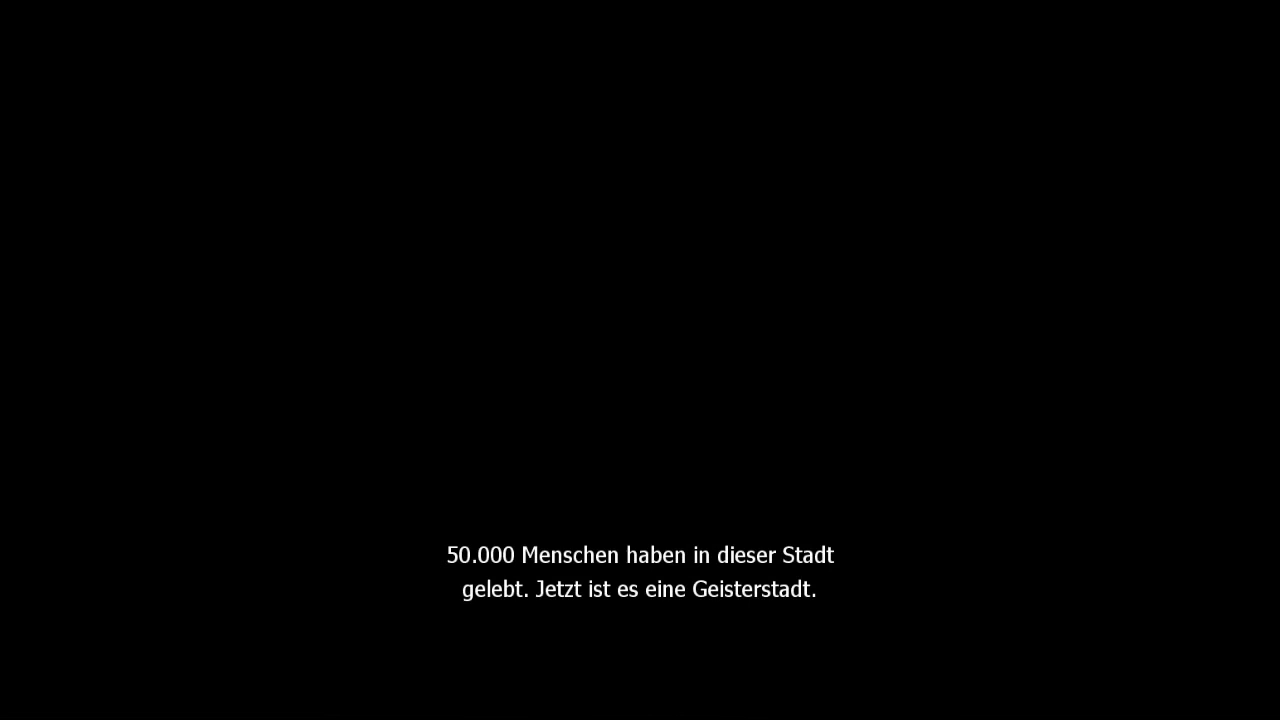 50.000 Menschen haben in dieser Stadt
gelebt. Jetzt ist es eine Geisterstadt.